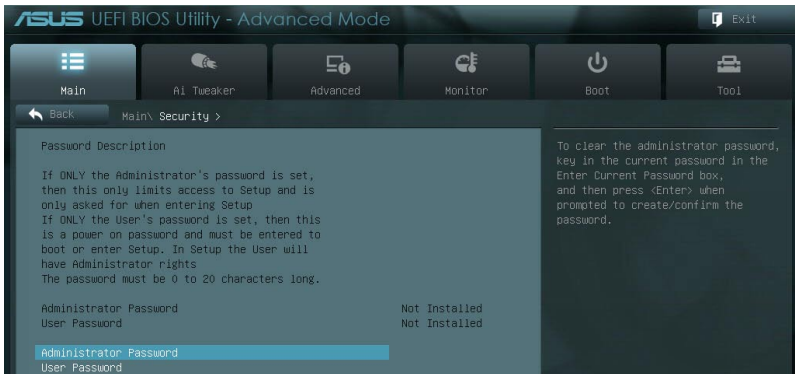 ASUS UEFI BIOS Utility - Advanced Mode
Exit
Main
Ai Tweaker
Advanced
Monitor
Boot
Tool
Back
Main\ Security >
Password Description
If ONLY the Administrator's password is set,
then this only limits access to Setup and is
only asked for when entering Setup
If ONLY the User's password is set, then this
is a power on password and must be entered to
boot or enter Setup. In Setup the User will
have Administrator rights
The password must be 0 to 20 characters long.
Administrator Password Not Installed
User Password Not Installed
Administrator Password
User Password
To clear the administrator password,
key in the current password in the
Enter Current Password box,
and then press <Enter> when
prompted to create/confirm the
password.